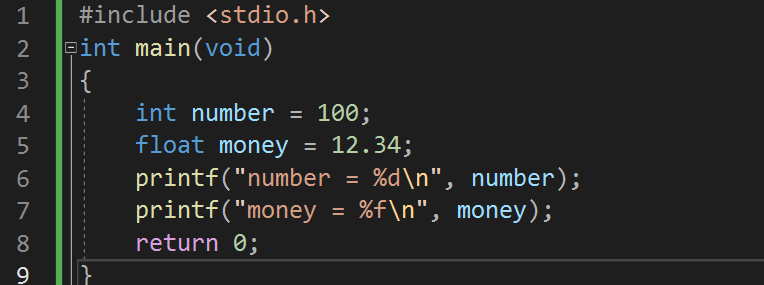 1 #include <stdio.h>
2 int main(void)
3 {
4     int number = 100;
5     float money = 12.34;
6     printf("number = %d\n", number);
7     printf("money = %f\n", money);
8     return 0;
9 }